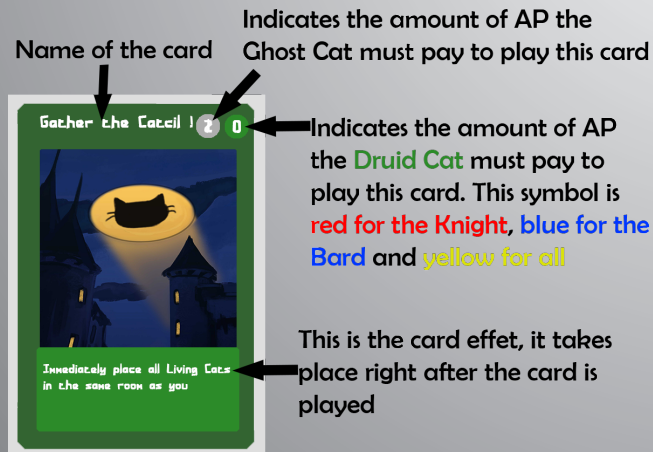 Indicates the amount of AP the
Name of the card
Ghost Cat must pay to play this card
Gather the Catcil ! 2 0
Indicates the amount of AP
the Druid Cat must pay to
play this card. This symbol is
red for the Knight, blue for the
Bard and yellow for all
This is the card effet, it takes
place right after the card is
played
Immediately place all Living Cats
in the same room as you